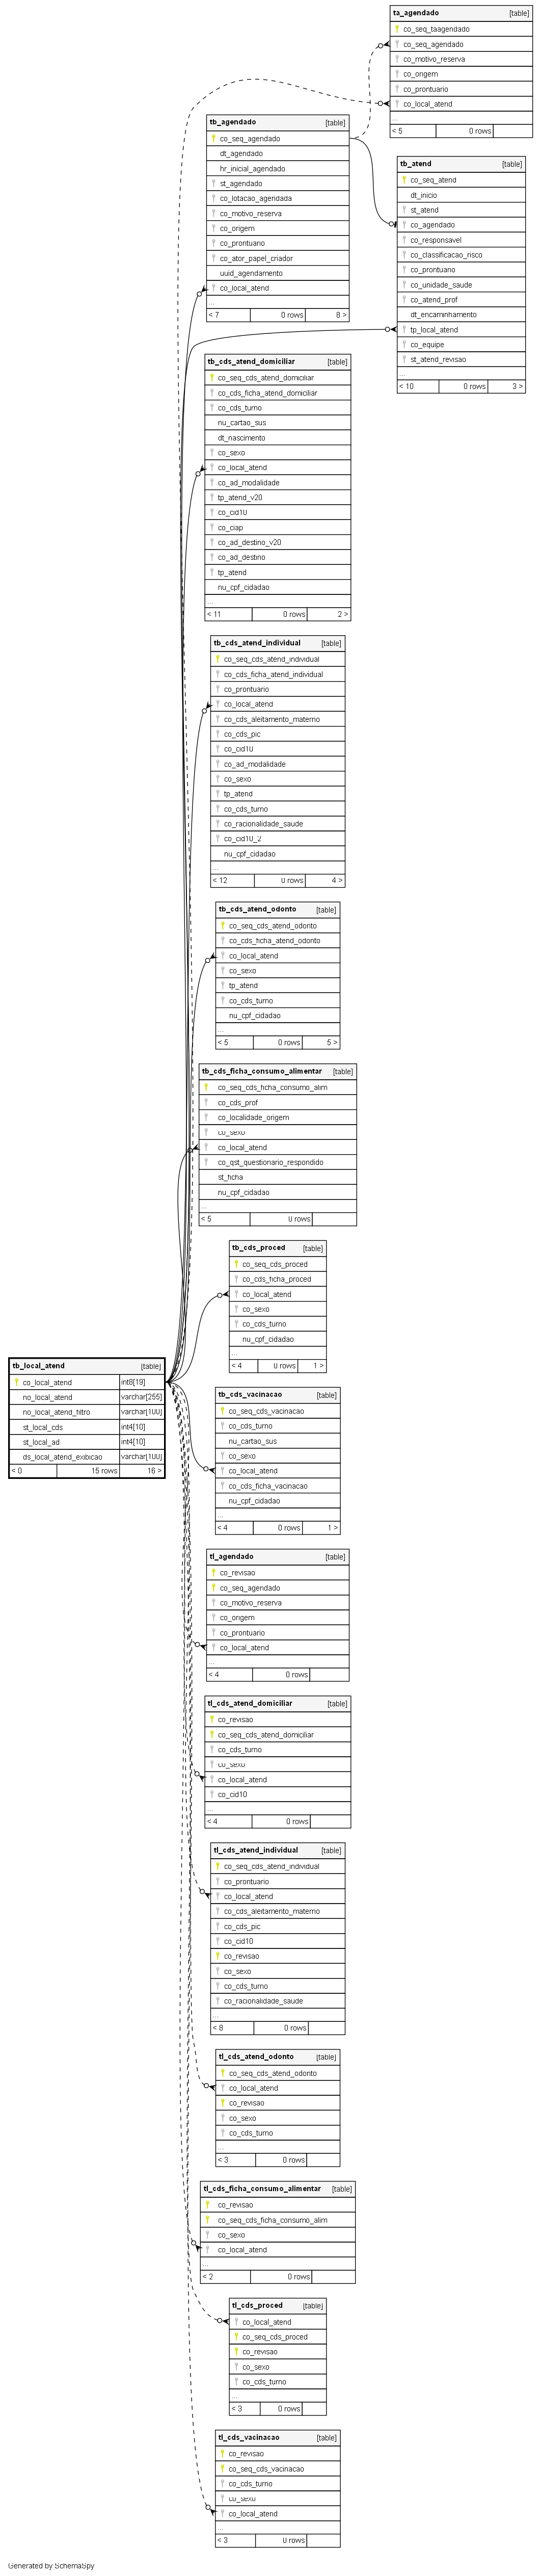 ta_agendado [table]
co_seq_taagendado
co_seq_agendado
co_motivo_reserva
co_origem
co_prontuario
co_local_atend
...
< 5 0 rows
tb_agendado [table]
co_seq_agendado
dt_agendado
hr_inicial_agendado
st_agendado
co_lotacao_agendada
co_motivo_reserva
co_origem
co_prontuario
co_ator_papel_criador
uuid_agendamento
co_local_atend
...
< 7 0 rows 8 >
tb_atend [table]
co_seq_atend
dt_inicio
st_atend
co_agendado
co_responsavel
co_classificacao_risco
co_prontuario
co_unidade_saude
co_atend_prof
dt_encaminhamento
tp_local_atend
co_equipe
st_atend_revisao
...
< 10 0 rows 3 >
tb_cds_atend_domiciliar [table]
co_seq_cds_atend_domiciliar
co_cds_ficha_atend_domiciliar
co_cds_turno
nu_cartao_sus
dt_nascimento
co_sexo
co_local_atend
co_ad_modalidade
tp_atend_v20
co_cid10
co_ciap
co_ad_destino_v20
co_ad_destino
tp_atend
nu_cpf_cidadao
...
< 11 0 rows 2 >
tb_cds_atend_individual [table]
co_seq_cds_atend_individual
co_cds_ficha_atend_individual
co_prontuario
co_local_atend
co_cds_aleitamento_materno
co_cds_pic
co_cid10
co_ad_modalidade
co_sexo
tp_atend
co_cds_turno
co_racionalidade_saude
co_cid10_2
nu_cpf_cidadao
...
< 12 0 rows 4 >
tb_cds_atend_odonto [table]
co_seq_cds_atend_odonto
co_cds_ficha_atend_odonto
co_local_atend
co_sexo
tp_atend
co_cds_turno
nu_cpf_cidadao
...
< 5 0 rows 5 >
tb_cds_ficha_consumo_alimentar [table]
co_seq_cds_ficha_consumo_alim
co_cds_prof
co_localidade_origem
co_sexo
co_local_atend
co_qst_questionario_respondido
st_ficha
nu_cpf_cidadao
...
< 5 0 rows
tb_cds_proced [table]
co_seq_cds_proced
co_cds_ficha_proced
co_local_atend
co_sexo
co_cds_turno
nu_cpf_cidadao
...
< 4 0 rows 1 >
tb_local_atend [table]
co_local_atend int8[19]
no_local_atend varchar[255]
no_local_atend_filtro varchar[100]
st_local_cds int4[10]
st_local_ad int4[10]
ds_local_atend_exibicao varchar[100]
< 0 15 rows 16 >
tb_cds_vacinacao [table]
co_seq_cds_vacinacao
co_cds_turno
nu_cartao_sus
co_sexo
co_local_atend
co_cds_ficha_vacinacao
nu_cpf_cidadao
...
< 4 0 rows 1 >
tl_agendado [table]
co_revisao
co_seq_agendado
co_motivo_reserva
co_origem
co_prontuario
co_local_atend
...
< 4 0 rows
tl_cds_atend_domiciliar [table]
co_revisao
co_seq_cds_atend_domiciliar
co_cds_turno
co_sexo
co_local_atend
co_cid10
...
< 4 0 rows
tl_cds_atend_individual [table]
co_seq_cds_atend_individual
co_prontuario
co_local_atend
co_cds_aleitamento_materno
co_cds_pic
co_cid10
co_revisao
co_sexo
co_cds_turno
co_racionalidade_saude
...
< 8 0 rows
tl_cds_atend_odonto [table]
co_seq_cds_atend_odonto
co_local_atend
co_revisao
co_sexo
co_cds_turno
...
< 3 0 rows
tl_cds_ficha_consumo_alimentar [table]
co_revisao
co_seq_cds_ficha_consumo_alim
co_sexo
co_local_atend
...
< 2 0 rows
tl_cds_proced [table]
co_local_atend
co_seq_cds_proced
co_revisao
co_sexo
co_cds_turno
...
< 3 0 rows
tl_cds_vacinacao [table]
co_revisao
co_seq_cds_vacinacao
co_cds_turno
co_sexo
co_local_atend
...
< 3 0 rows
Generated by SchemaSpy